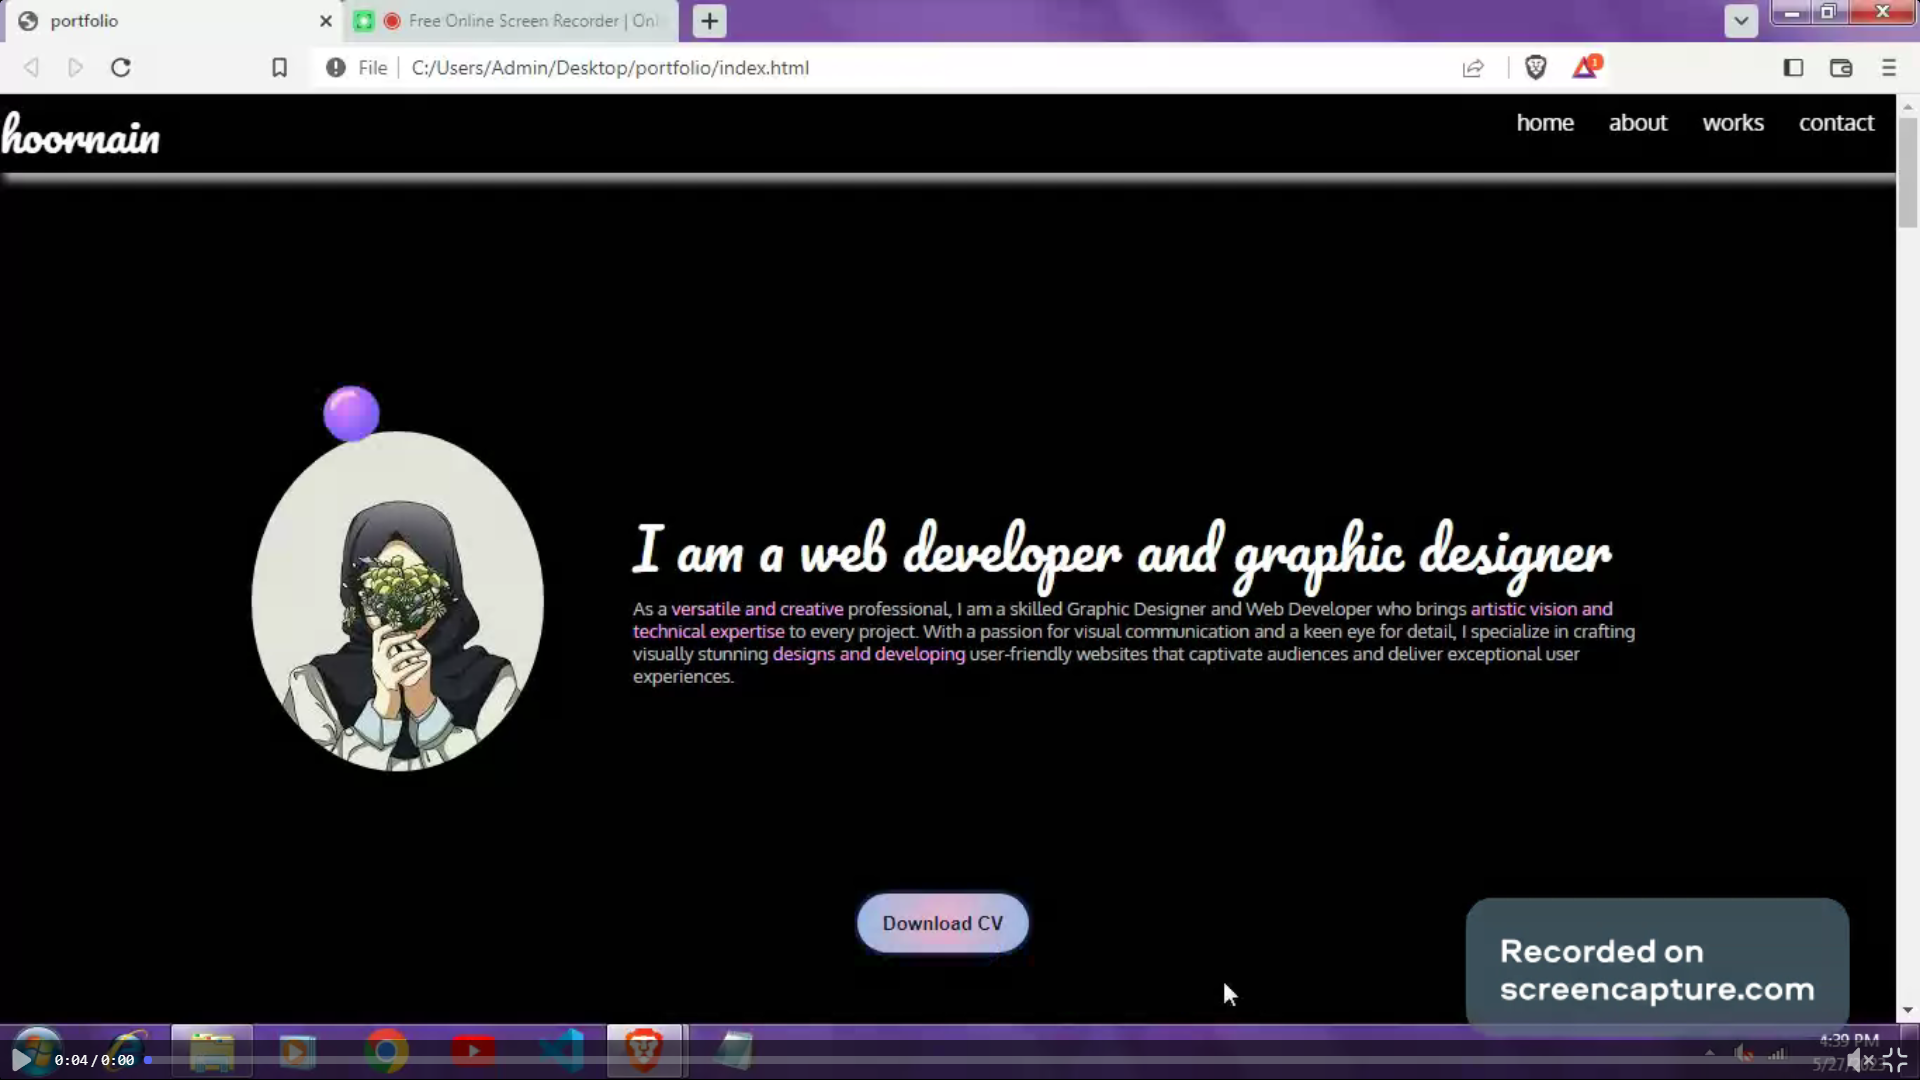 portfolio
Free Online Screen Recorder | Onl
File
C:/Users/Admin/Desktop/portfolio/index.html
1
hoornain
home
about
works
contact
I am a web developer and graphic designer
As a versatile and creative professional, I am a skilled Graphic Designer and Web Developer who brings artistic vision and
technical expertise to every project. With a passion for visual communication and a keen eye for detail, I specialize in crafting
visually stunning designs and developing user-friendly websites that captivate audiences and deliver exceptional user
experiences.
Download CV
Recorded on
screencapture.com
4:39 PM
5/27/2023
0:04 / 0:00